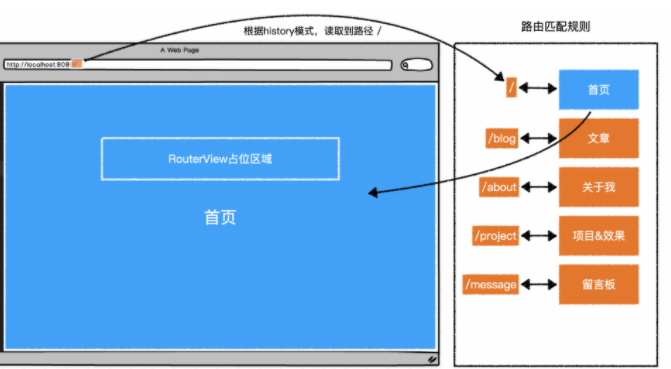 根据history模式，读取到路径 /
路由匹配规则
A Web Page
http://localhost:808
/
RouterView占位区域
首页
/
首页
/blog
文章
/about
关于我
/project
项目&效果
/message
留言板